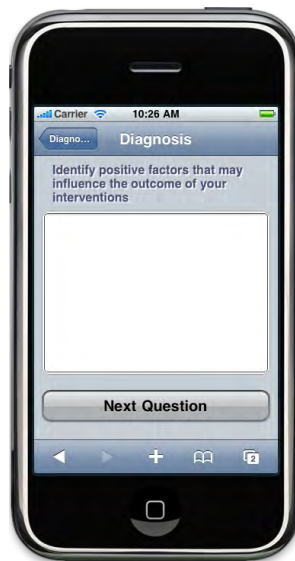 Carrier 10:26 AM
Diagno... Diagnosis
Identify positive factors that may
influence the outcome of your
interventions
Next Question
2